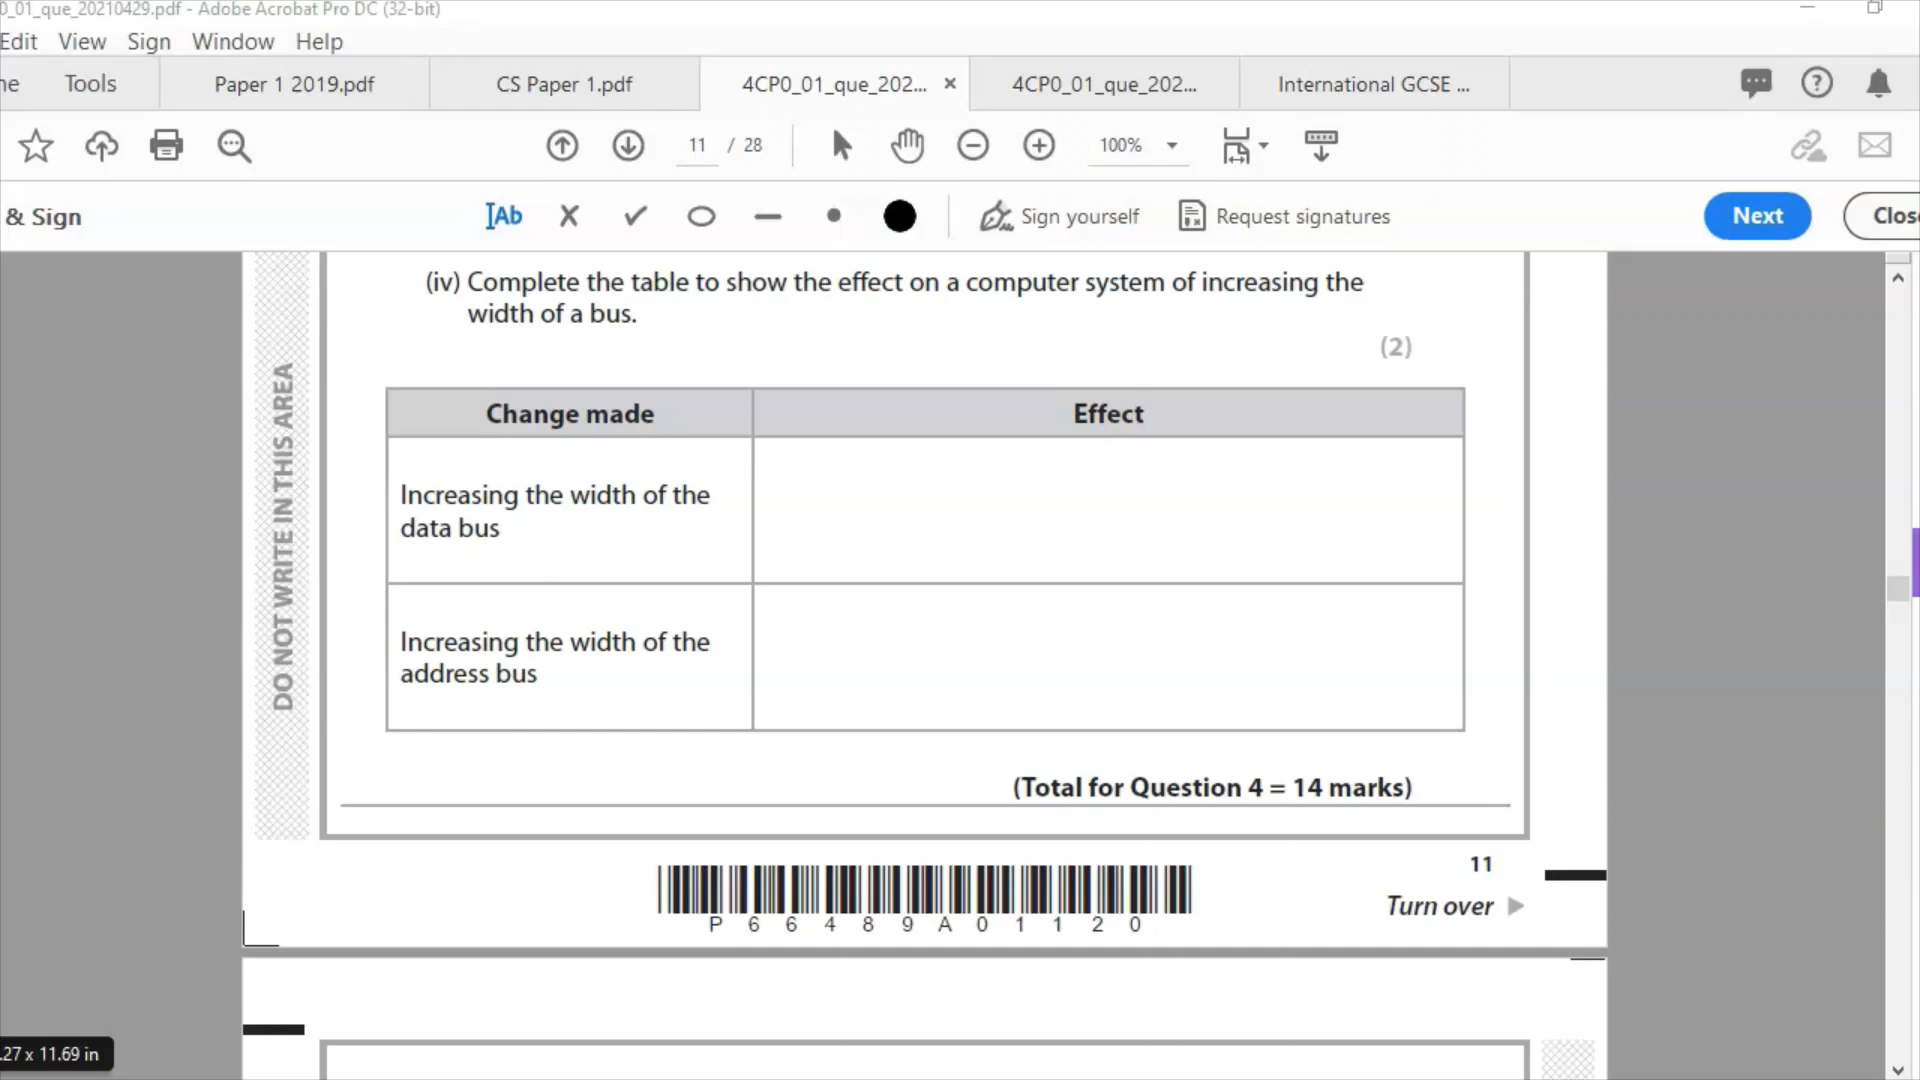 0_01_que_20210429.pdf - Adobe Acrobat Pro DC (32-bit)
Edit View Sign Window Help
Tools Paper 1 2019.pdf CS Paper 1.pdf 4CP0_01_que_202... 4CP0_01_que_202... International GCSE ...
11 / 28 100%
& Sign Ab Sign yourself Request signatures Next Clos
(iv) Complete the table to show the effect on a computer system of increasing the
width of a bus.
(2)
Change made Effect
Increasing the width of the
data bus
Increasing the width of the
address bus
(Total for Question 4 = 14 marks)
DO NOT WRITE IN THIS AREA
11
P 6 6 4 8 9 A 0 1 1 2 0
Turn over
.27 x 11.69 in